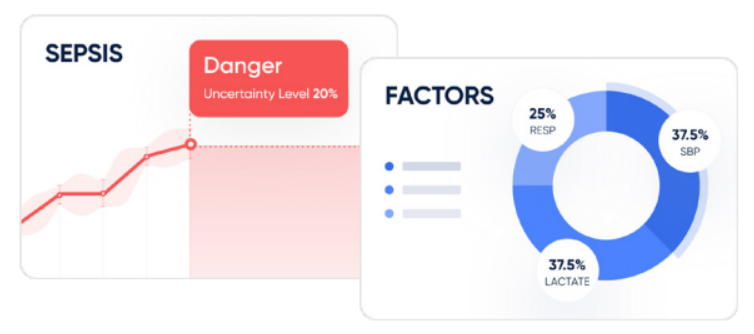 SEPSIS
Danger
Uncertainty Level 20%
FACTORS
25%
RESP
37.5%
SBP
37.5%
LACTATE